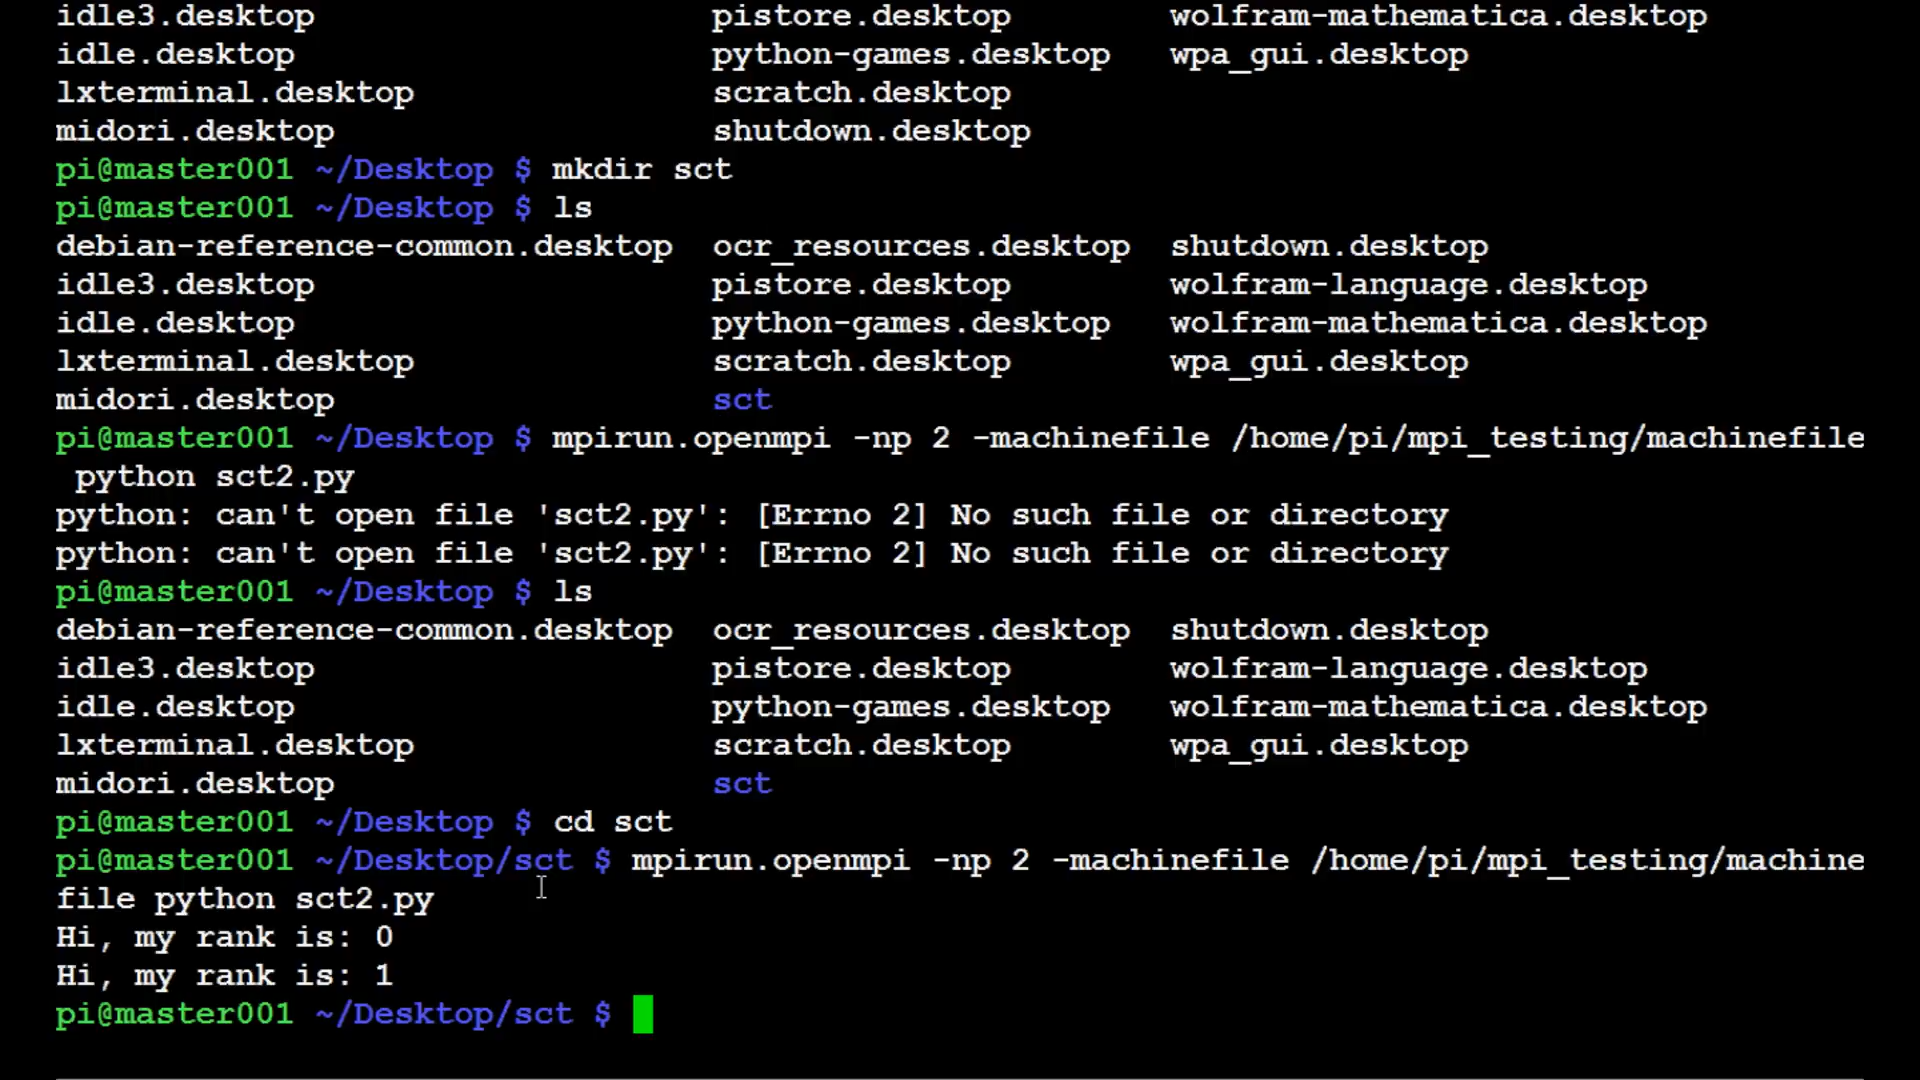 idle3.desktop pistore.desktop wolfram-mathematica.desktop
idle.desktop python-games.desktop wpa_gui.desktop
lxterminal.desktop scratch.desktop
midori.desktop shutdown.desktop
pi@master001 ~/Desktop $ mkdir sct
pi@master001 ~/Desktop $ ls
debian-reference-common.desktop ocr_resources.desktop shutdown.desktop
idle3.desktop pistore.desktop wolfram-language.desktop
idle.desktop python-games.desktop wolfram-mathematica.desktop
lxterminal.desktop scratch.desktop wpa_gui.desktop
midori.desktop sct
pi@master001 ~/Desktop $ mpirun.openmpi -np 2 -machinefile /home/pi/mpi_testing/machinefile
python sct2.py
python: can't open file 'sct2.py': [Errno 2] No such file or directory
python: can't open file 'sct2.py': [Errno 2] No such file or directory
pi@master001 ~/Desktop $ ls
debian-reference-common.desktop ocr_resources.desktop shutdown.desktop
idle3.desktop pistore.desktop wolfram-language.desktop
idle.desktop python-games.desktop wolfram-mathematica.desktop
lxterminal.desktop scratch.desktop wpa_gui.desktop
midori.desktop sct
pi@master001 ~/Desktop $ cd sct
pi@master001 ~/Desktop/sct $ mpirun.openmpi -np 2 -machinefile /home/pi/mpi_testing/machine
file python sct2.py
Hi, my rank is: 0
Hi, my rank is: 1
pi@master001 ~/Desktop/sct $